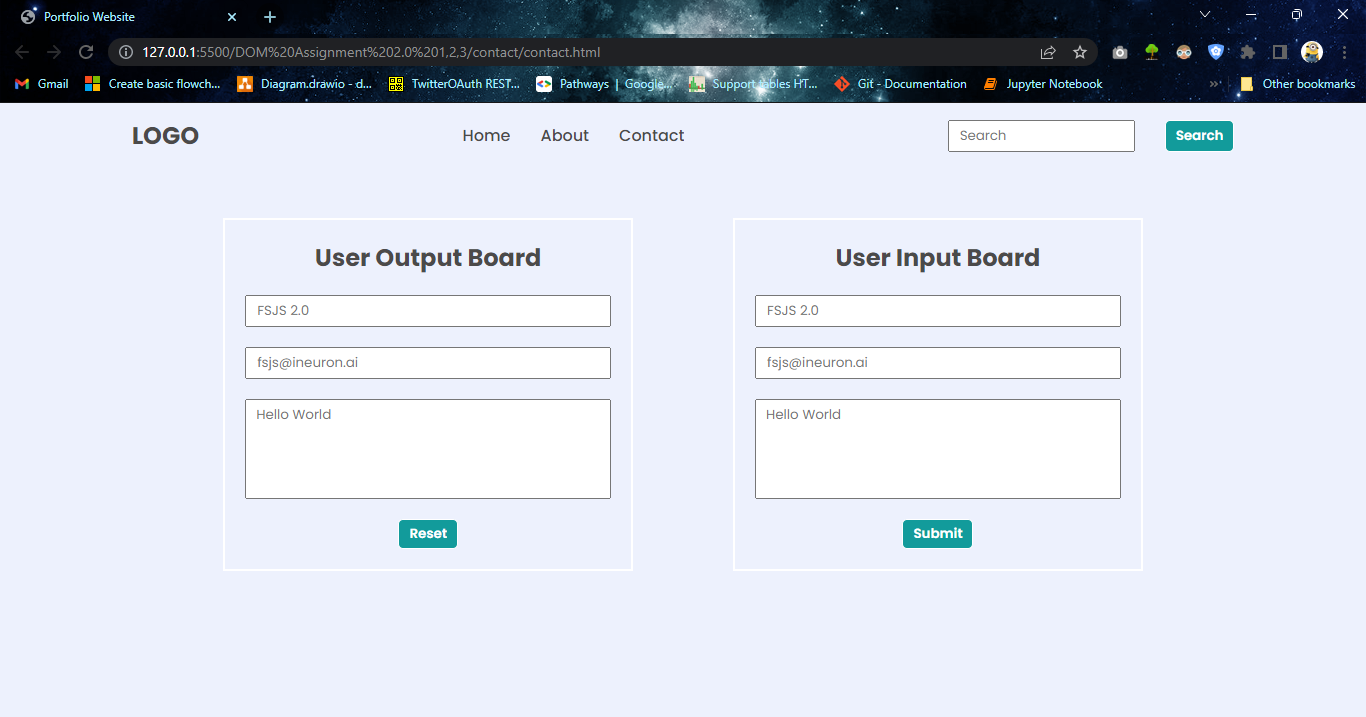 Portfolio Website
127.0.0.1:5500/DOM%20Assignment%202.0%201,2,3/contact/contact.html
Gmail Create basic flowch... Diagram.drawio - d... TwitterOAuth REST... Pathways | Google... Support tables HT... Git - Documentation Jupyter Notebook Other bookmarks
LOGO Home About Contact Search Search
User Output Board
FSJS 2.0
fsjs@ineuron.ai
Hello World
Reset
User Input Board
FSJS 2.0
fsjs@ineuron.ai
Hello World
Submit